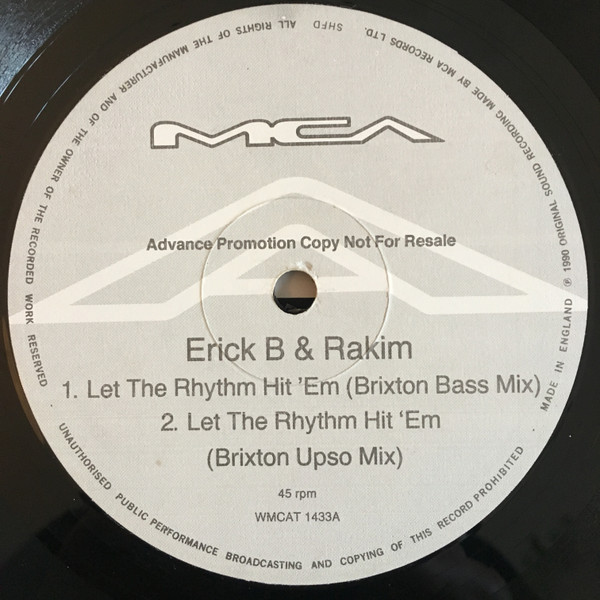 MCA
Advance Promotion Copy Not For Resale
Erick B & Rakim
1. Let The Rhythm Hit ’Em (Brixton Bass Mix)
2. Let The Rhythm Hit ‘Em
(Brixton Upso Mix)
45 rpm
WMCAT 1433A
MADE IN ENGLAND ℗ 1990 ORIGINAL SOUND RECORDING MADE BY MCA RECORDS LTD. SHFD ALL RIGHTS OF THE MANUFACTURER AND OF THE OWNER OF THE RECORDED WORK RESERVED
UNAUTHORISED PUBLIC PERFORMANCE BROADCASTING AND COPYING OF THIS RECORD PROHIBITED